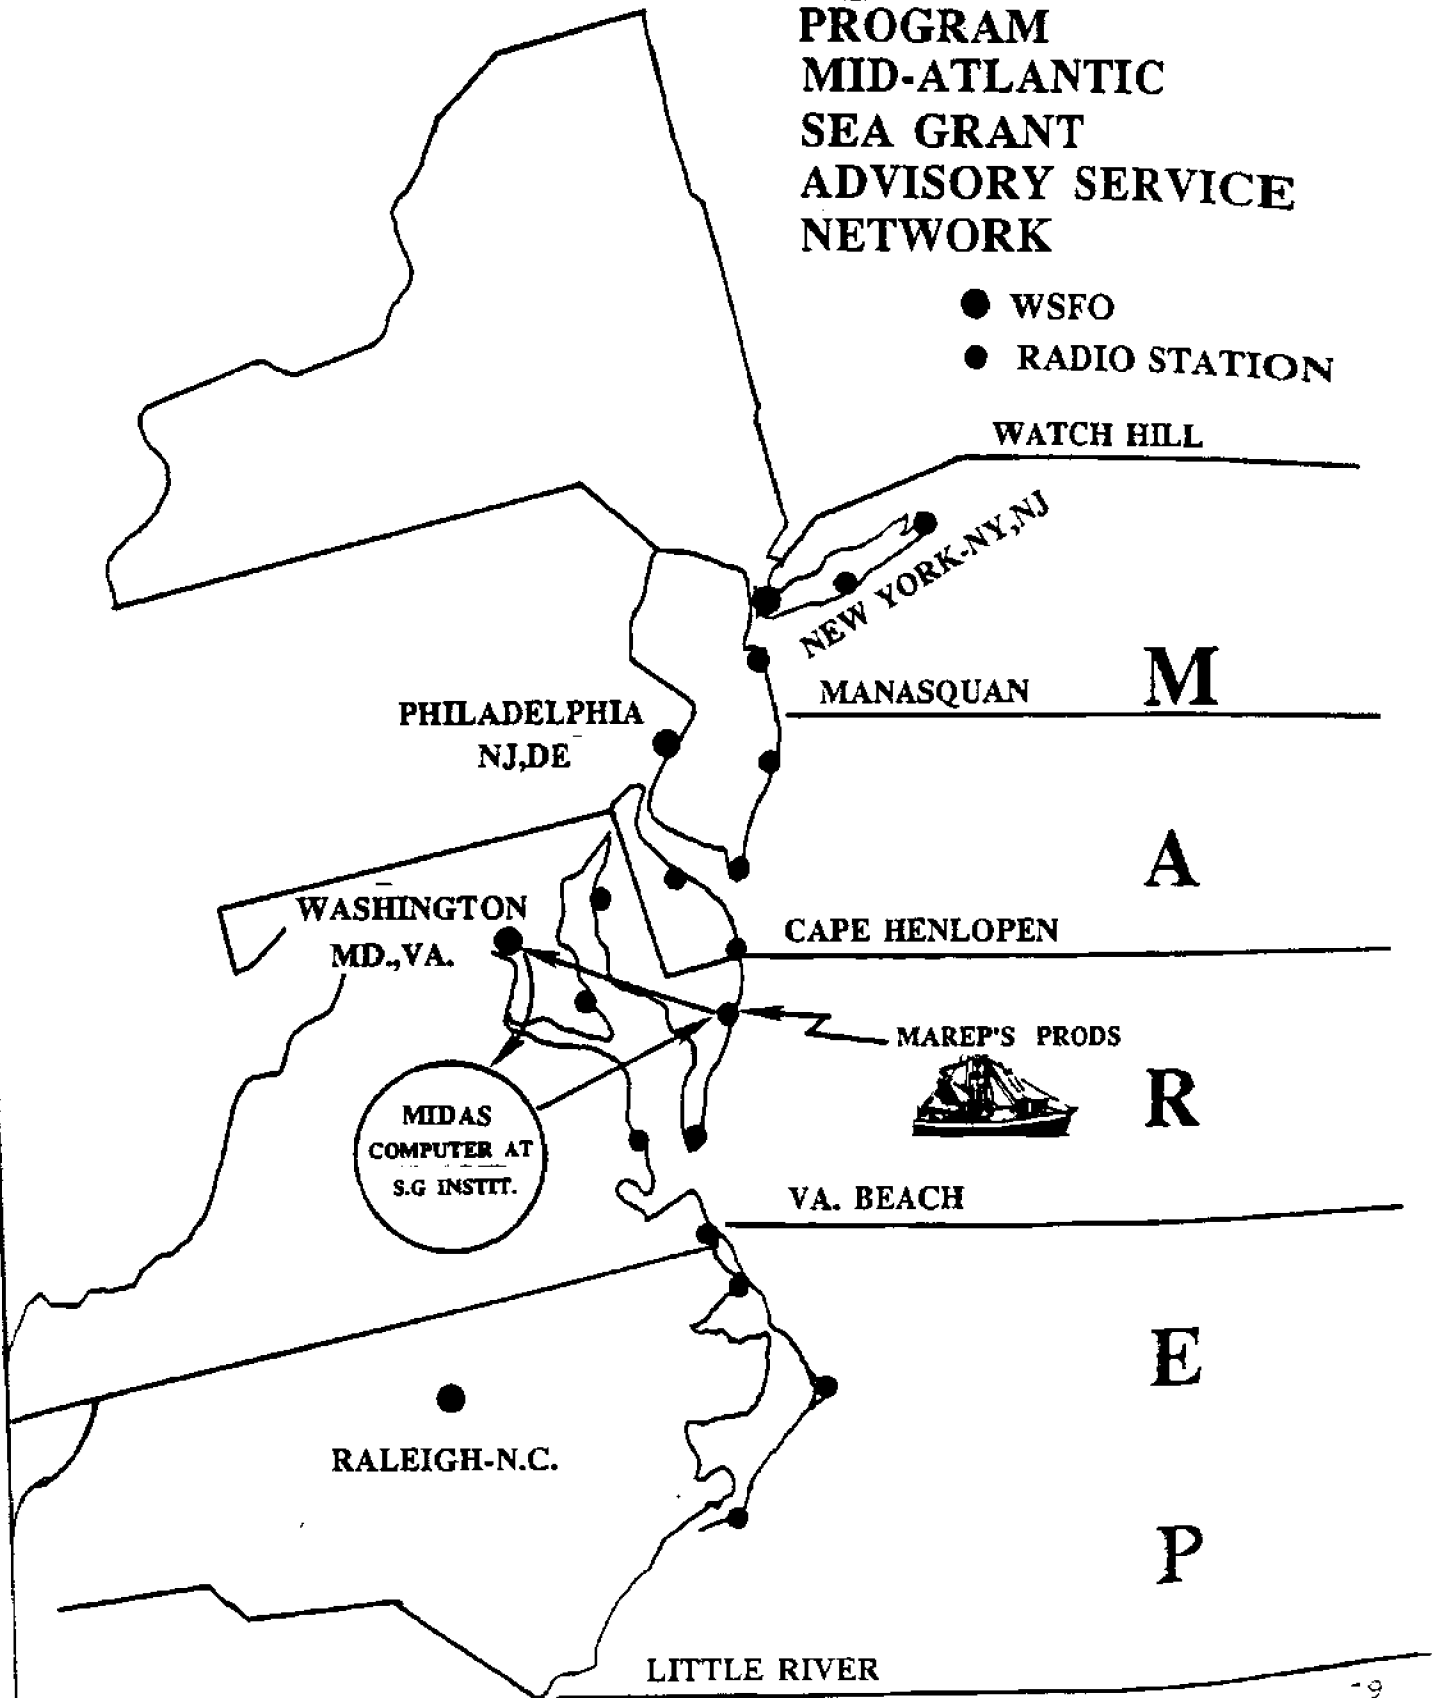 PROGRAM
MID-ATLANTIC
SEA GRANT
ADVISORY SERVICE
NETWORK
WSFO
RADIO STATION
WATCH HILL
NEW YORK-NY,NJ
M
MANASQUAN
PHILADELPHIA
NJ,DE
A
WASHINGTON
MD.,VA.
CAPE HENLOPEN
MAREP'S PRODS
R
MIDAS
COMPUTER AT
S.G INSTIT.
VA. BEACH
E
RALEIGH-N.C.
P
LITTLE RIVER
-9